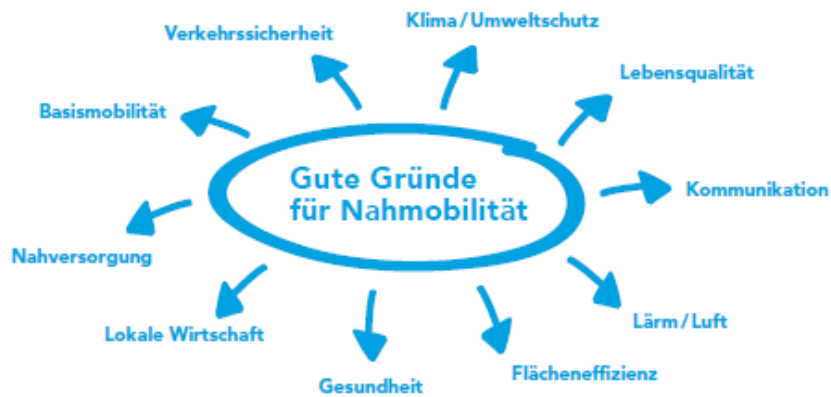 Klima / Umweltschutz
Verkehrssicherheit
Lebensqualität
Basismobilität
Gute Gründe
für Nahmobilität
Kommunikation
Nahversorgung
Lärm / Luft
Lokale Wirtschaft
Flächeneffizienz
Gesundheit